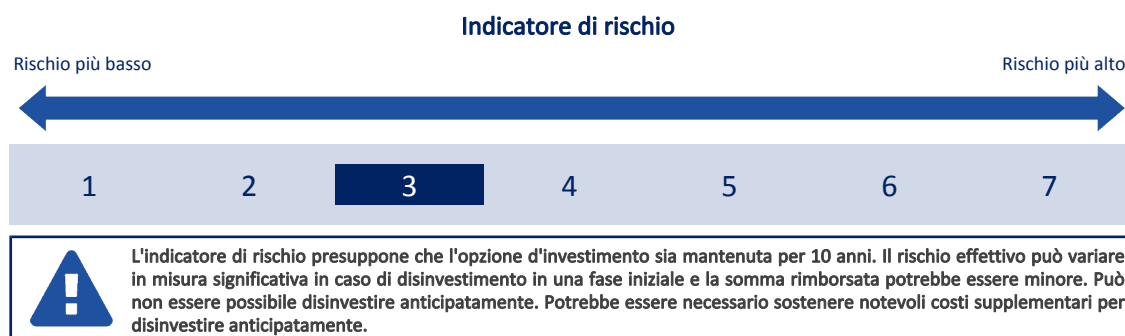 Indicatore di rischio
Rischio più basso
Rischio più alto
1 2 3 4 5 6 7
L'indicatore di rischio presuppone che l'opzione d'investimento sia mantenuta per 10 anni. Il rischio effettivo può variare
in misura significativa in caso di disinvestimento in una fase iniziale e la somma rimborsata potrebbe essere minore. Può
non essere possibile disinvestire anticipatamente. Potrebbe essere necessario sostenere notevoli costi supplementari per
disinvestire anticipatamente.